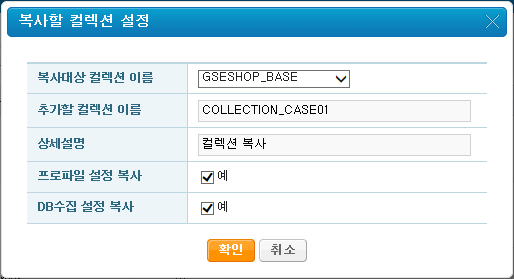 복사할 컬렉션 설정
복사대상 컬렉션 이름 GSESHOP_BASE
추가할 컬렉션 이름 COLLECTION_CASE01
상세설명 컬렉션 복사
프로파일 설정 복사 예
DB수집 설정 복사 예
확인 취소